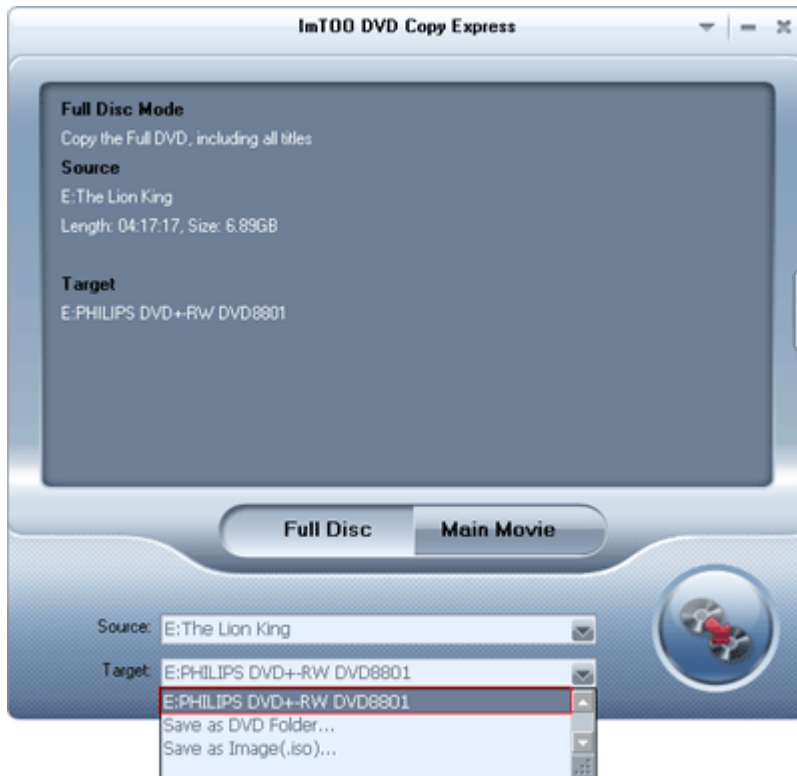 ImTOO DVD Copy Express
Full Disc Mode
Copy the Full DVD, including all titles
Source
E:The Lion King
Length: 04:17:17, Size: 6.89GB
Target
E:PHILIPS DVD+-RW DVD8801
Full Disc
Main Movie
Source: E:The Lion King
Target: E:PHILIPS DVD+-RW DVD8801
E:PHILIPS DVD+-RW DVD8801
Save as DVD Folder...
Save as Image(.iso)...